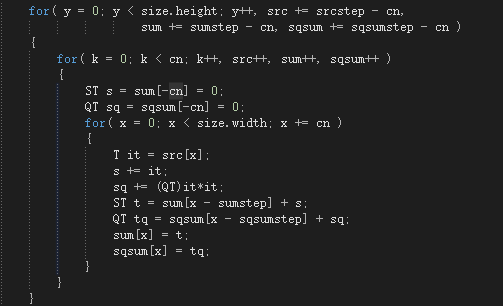 for( y = 0; y < size.height; y++, src += srcstep - cn,
sum += sumstep - cn, sqsum += sqsumstep - cn )
{
for( k = 0; k < cn; k++, src++, sum++, sqsum++ )
{
ST s = sum[-cn] = 0;
QT sq = sqsum[-cn] = 0;
for( x = 0; x < size.width; x += cn )
{
T it = src[x];
s += it;
sq += (QT)it*it;
ST t = sum[x - sumstep] + s;
QT tq = sqsum[x - sqsumstep] + sq;
sum[x] = t;
sqsum[x] = tq;
}
}
}